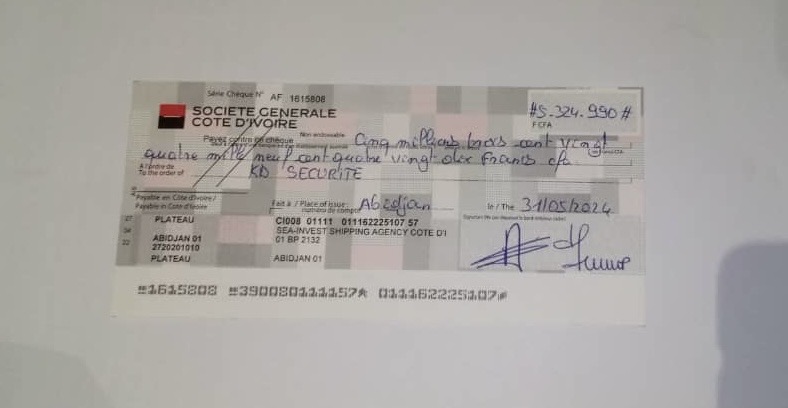 Série Chèque N° AF 1615808
SOCIETE GENERALE
COTE D'IVOIRE
#5.324.990#
F CFA
Payez contre ce chèque Non endossable Cinq millions trois cent vingt
quatre mille neuf cent quatre vingt dix francs cfa
A l'ordre de
To the order of KD SECURITE
Payable en Côte d'Ivoire /
Payable in Côte d'Ivoire
Fait à / Place of issue: Abidjan
le / The 31/05/2024
numéro de compte
PLATEAU
CI008 01111 011162225107 57
SEA-INVEST SHIPPING AGENCY COTE D'I
ABIDJAN 01
01 BP 2132
2720201010
PLATEAU
ABIDJAN 01
1615808 390080111157 011162225107